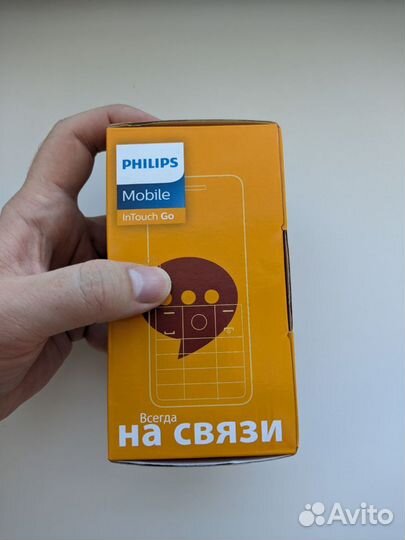 PHILIPS
Mobile
InTouch Go
Всегда
на связи
Avito